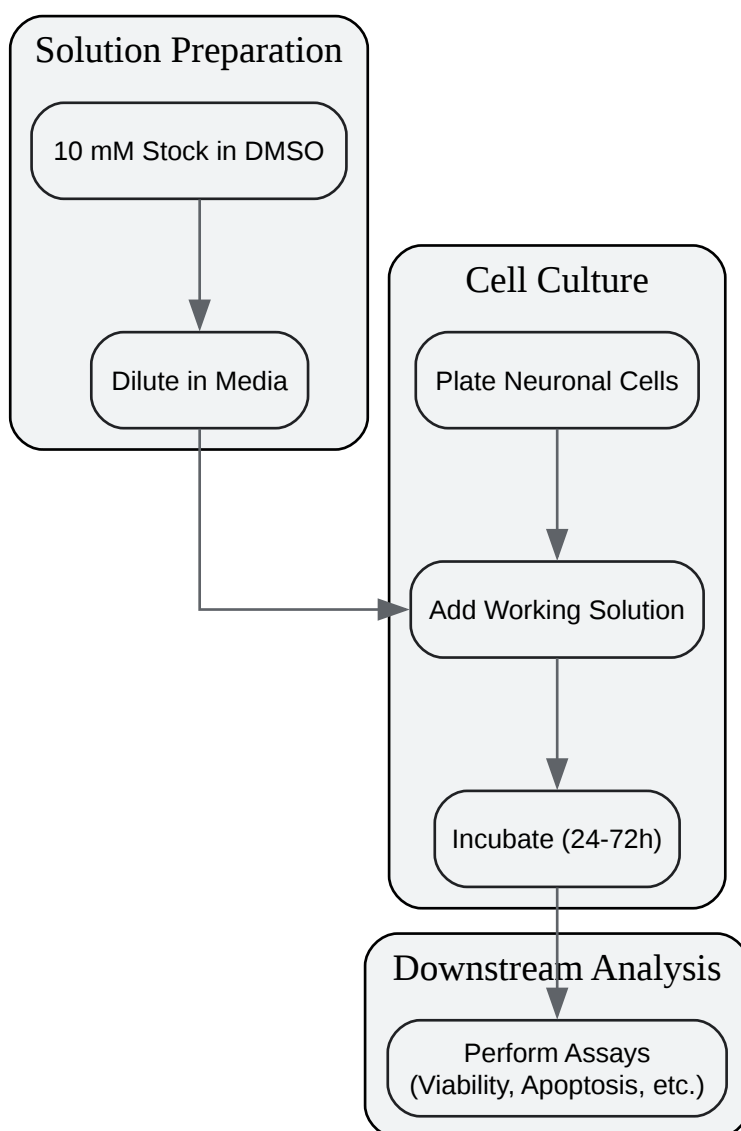 Solution Preparation
10 mM Stock in DMSO
Dilute in Media
Cell Culture
Plate Neuronal Cells
Add Working Solution
Incubate (24-72h)
Downstream Analysis
Perform Assays
(Viability, Apoptosis, etc.)